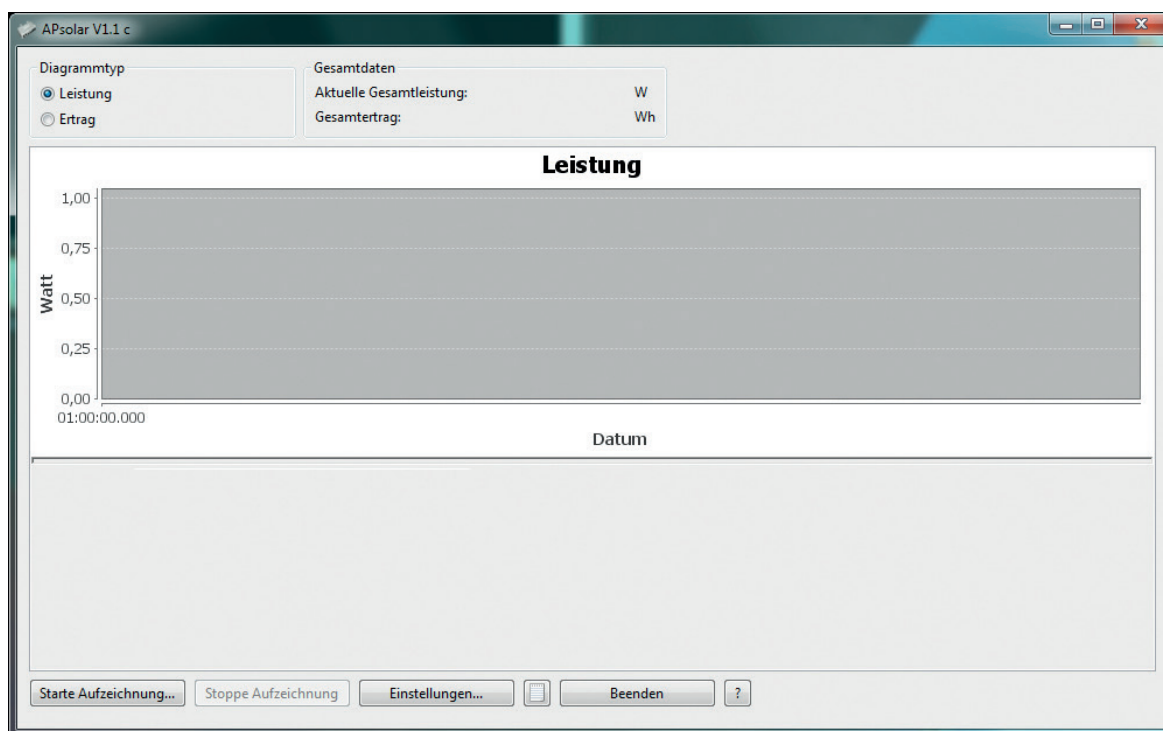 APsolar V1.1 c
Diagrammtyp
Leistung
Ertrag
Gesamtdaten
Aktuelle Gesamtleistung: W
Gesamtertrag: Wh
Leistung
1,00
0,75
0,50
0,25
0,00
Watt
01:00:00.000
Datum
Starte Aufzeichnung... Stoppe Aufzeichnung Einstellungen... Beenden ?